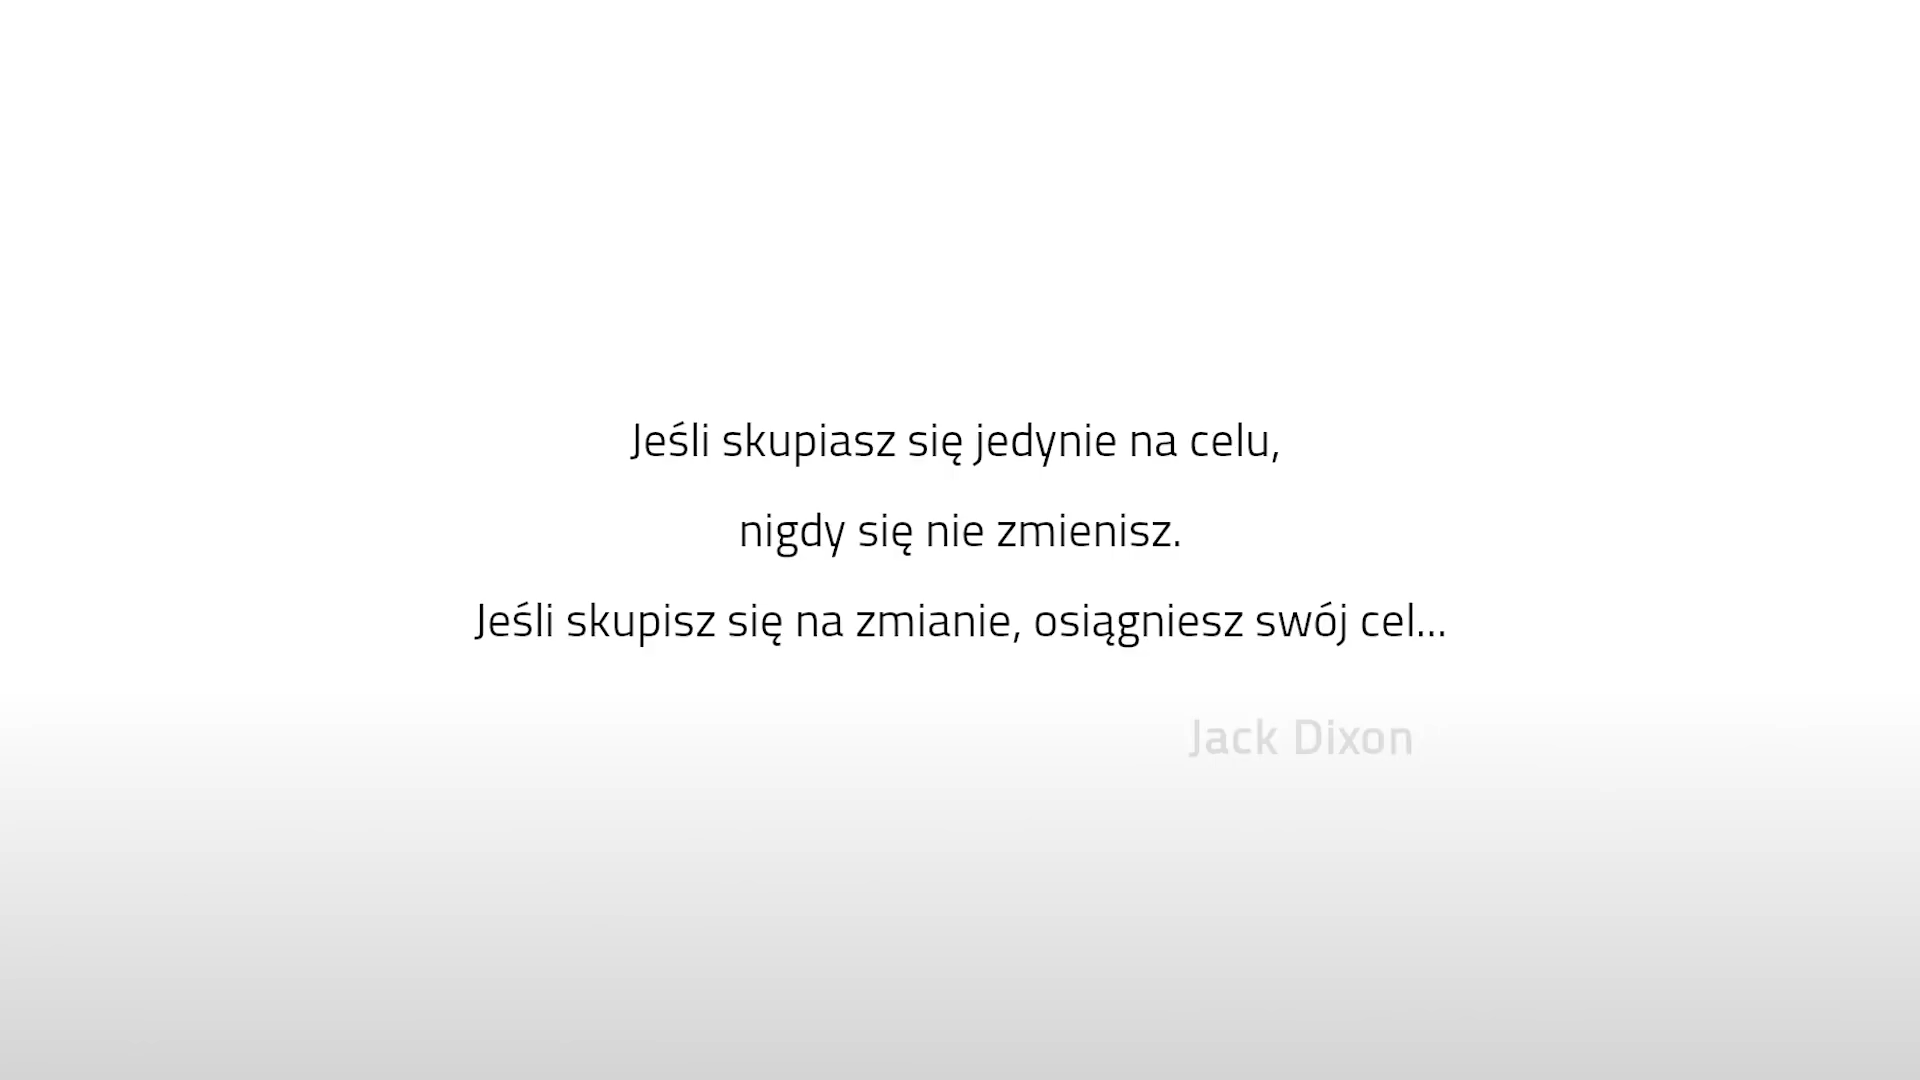 Jeśli skupiasz się jedynie na celu,
nigdy się nie zmienisz.
Jeśli skupisz się na zmianie, osiągniesz swój cel...
Jack Dixon